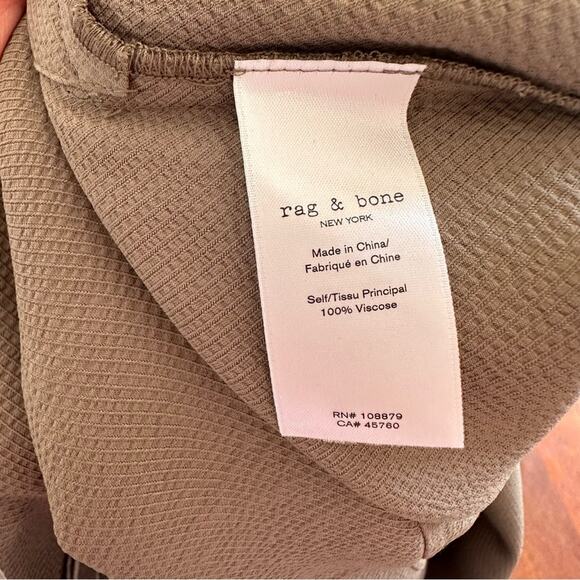 rag & bone
NEW YORK
Made in China/
Fabriqué en Chine
Self/Tissu Principal
100% Viscose
RN# 108879
CA# 45760